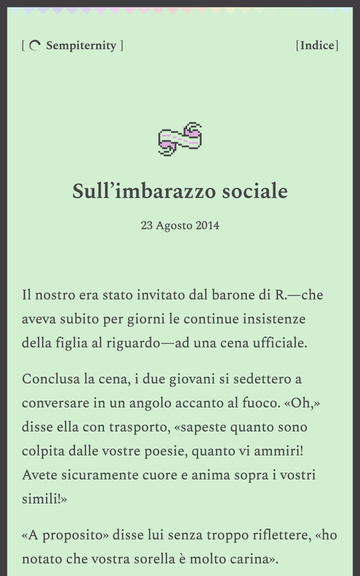 [ Sempiternity ]
[Indice]
Sull’imbarazzo sociale
23 Agosto 2014
Il nostro era stato invitato dal barone di R.—che
aveva subito per giorni le continue insistenze
della figlia al riguardo—ad una cena ufficiale.
Conclusa la cena, i due giovani si sedettero a
conversare in un angolo accanto al fuoco. «Oh,»
disse ella con trasporto, «sapeste quanto sono
colpita dalle vostre poesie, quanto vi ammiri!
Avete sicuramente cuore e anima sopra i vostri
simili!»
«A proposito» disse lui senza troppo riflettere, «ho
notato che vostra sorella è molto carina».